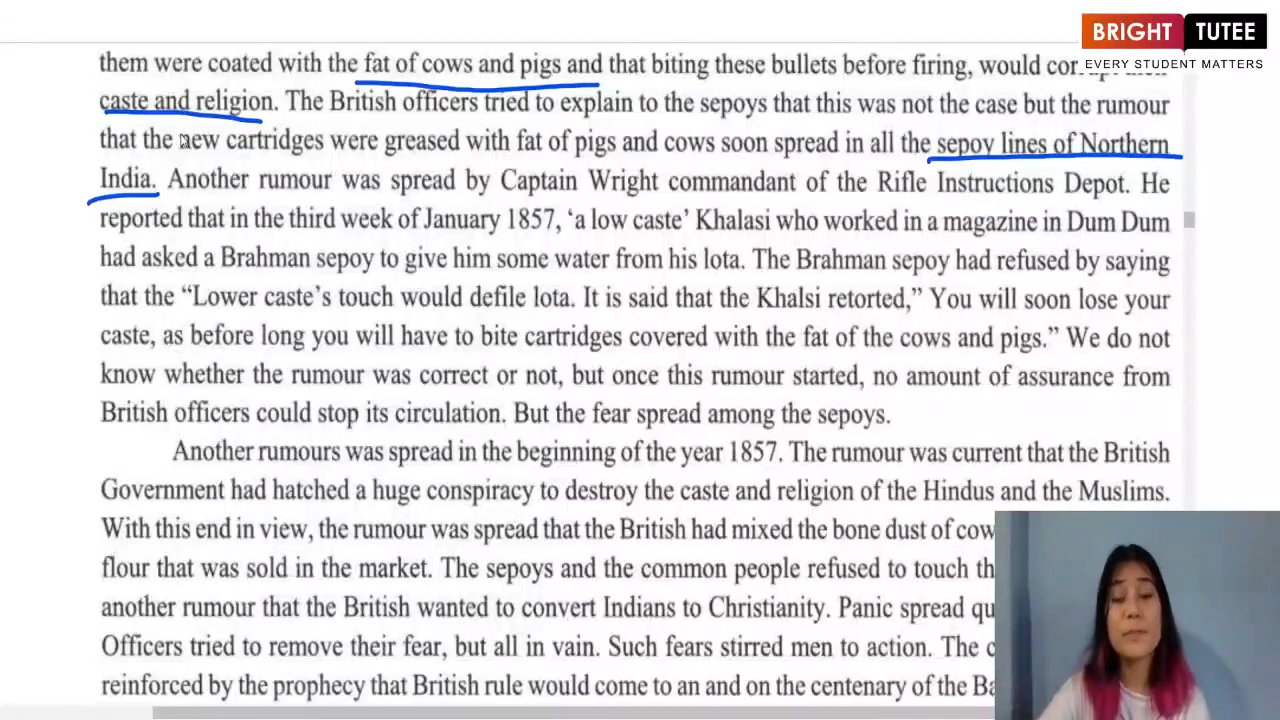 BRIGHT TUTEE
EVERY STUDENT MATTERS
them were coated with the fat of cows and pigs and that biting these bullets before firing, would
caste and religion. The British officers tried to explain to the sepoys that this was not the case but the rumour
that the new cartridges were greased with fat of pigs and cows soon spread in all the sepoy lines of Northern
India. Another rumour was spread by Captain Wright commandant of the Rifle Instructions Depot. He
reported that in the third week of January 1857, ‘a low caste’ Khalasi who worked in a magazine in Dum Dum
had asked a Brahman sepoy to give him some water from his lota. The Brahman sepoy had refused by saying
that the “Lower caste’s touch would defile lota. It is said that the Khalsi retorted,” You will soon lose your
caste, as before long you will have to bite cartridges covered with the fat of the cows and pigs.” We do not
know whether the rumour was correct or not, but once this rumour started, no amount of assurance from
British officers could stop its circulation. But the fear spread among the sepoys.
Another rumours was spread in the beginning of the year 1857. The rumour was current that the British
Government had hatched a huge conspiracy to destroy the caste and religion of the Hindus and the Muslims.
With this end in view, the rumour was spread that the British had mixed the bone dust of cow
flour that was sold in the market. The sepoys and the common people refused to touch
another rumour that the British wanted to convert Indians to Christianity. Panic spread
Officers tried to remove their fear, but all in vain. Such fears stirred men to action. The
reinforced by the prophecy that British rule would come to an and on the centenary of the